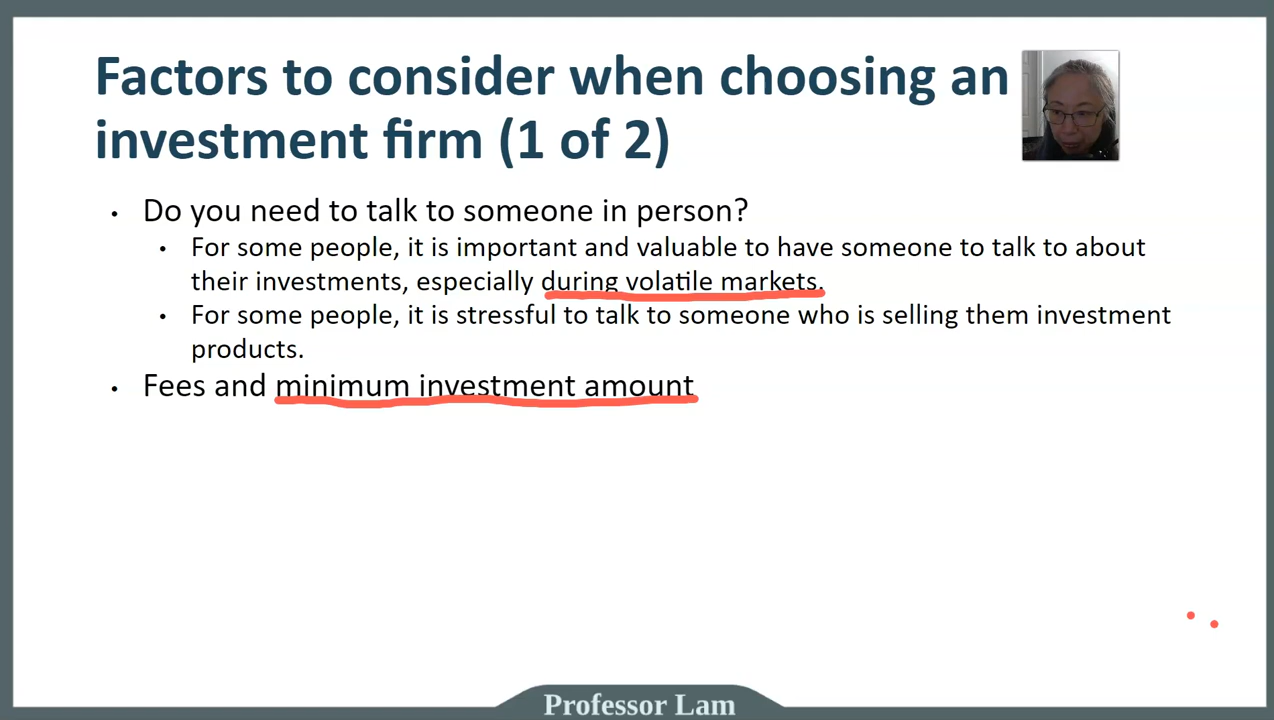 Factors to consider when choosing an
investment firm (1 of 2)
• Do you need to talk to someone in person?
• For some people, it is important and valuable to have someone to talk to about
their investments, especially during volatile markets.
• For some people, it is stressful to talk to someone who is selling them investment
products.
• Fees and minimum investment amount
Professor Lam